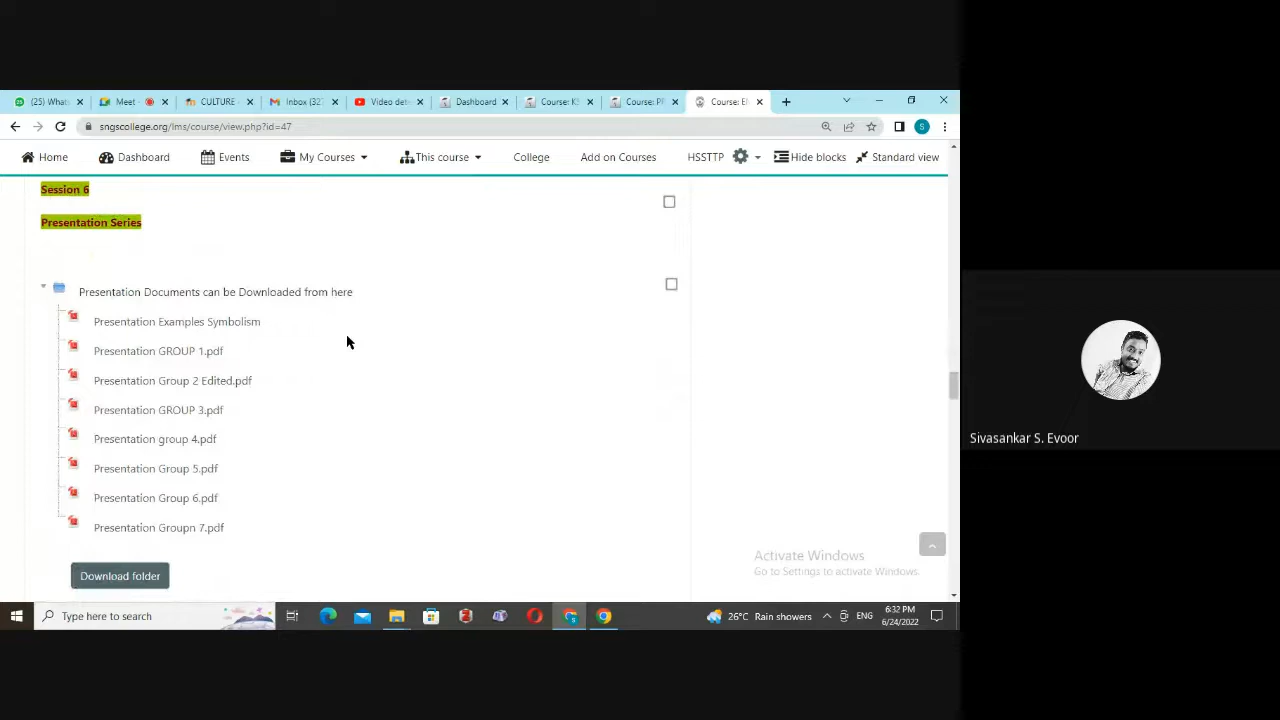 (25) What
Meet -
CULTURE
Inbox (32
Video de
Dashboard
Course: K
Course: PF
Course: E
sngscollege.org/lms/course/view.php?id=47
S
Home
Dashboard
Events
My Courses
This course
College
Add on Courses
HSSTTP
Hide blocks
Standard view
Session 6
Presentation Series
Presentation Documents can be Downloaded from here
Presentation Examples Symbolism
Presentation GROUP 1.pdf
Presentation Group 2 Edited.pdf
Presentation GROUP 3.pdf
Presentation group 4.pdf
Presentation Group 5.pdf
Presentation Group 6.pdf
Presentation Groupn 7.pdf
Download folder
Activate Windows
Go to Settings to activate Windows.
Sivasankar S. Evoor
Type here to search
26°C Rain showers
ENG
6:32 PM
6/24/2022